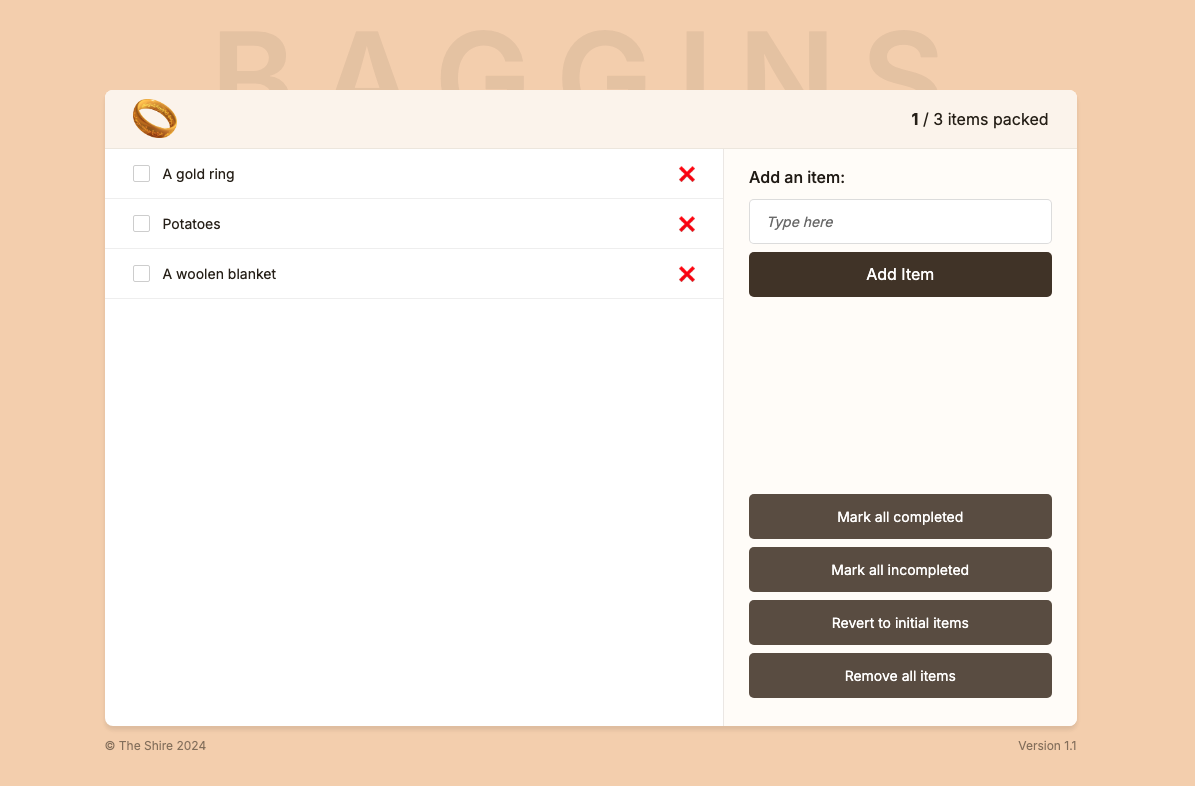 BAGGINS
1 / 3 items packed
A gold ring
Potatoes
A woolen blanket
Add an item:
Type here
Add Item
Mark all completed
Mark all incompleted
Revert to initial items
Remove all items
© The Shire 2024
Version 1.1